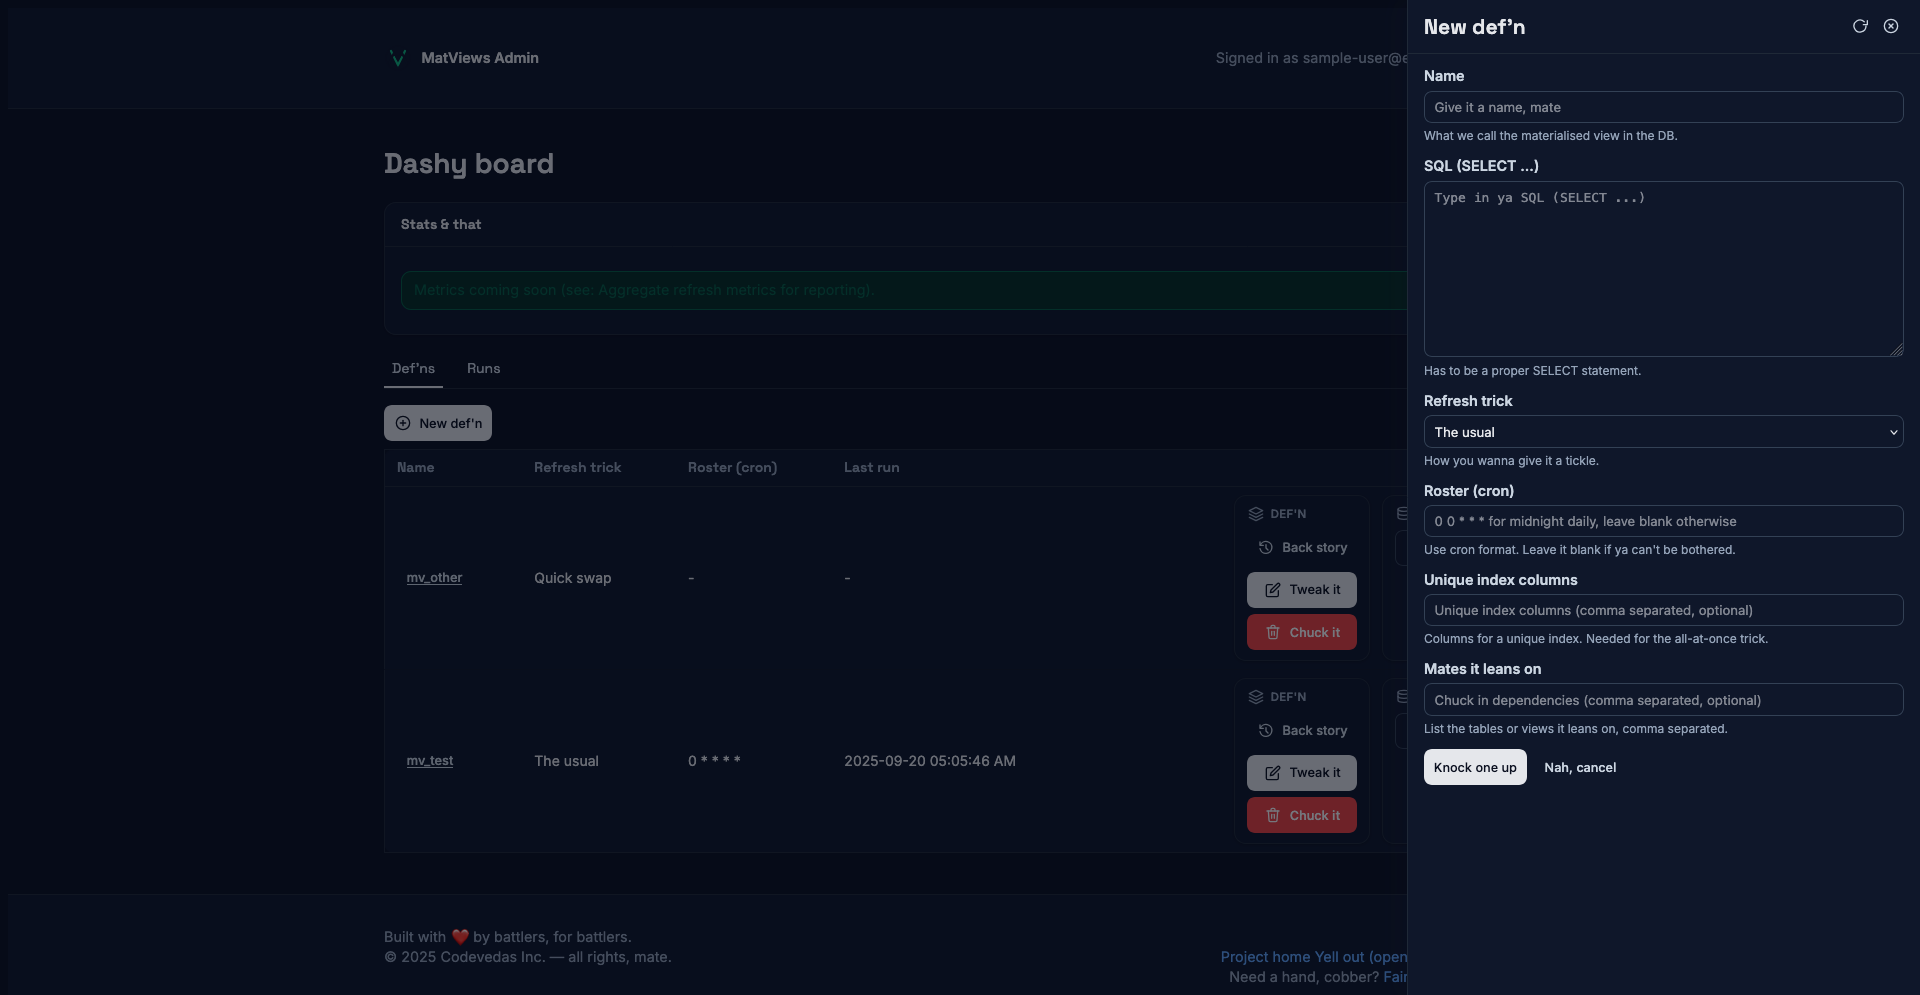 MatViews Admin
Signed in as sample-user@e
Dashy board
Stats & that
Metrics coming soon (see: Aggregate refresh metrics for reporting).
Def'ns
Runs
New def'n
Name
Refresh trick
Roster (cron)
Last run
mv_other
Quick swap
-
-
DEF'N
Back story
Tweak it
Chuck it
mv_test
The usual
0 * * * *
2025-09-20 05:05:46 AM
DEF'N
Back story
Tweak it
Chuck it
Built with ❤️ by battlers, for battlers.
© 2025 Codevedas Inc. — all rights, mate.
Project home Yell out (open
Need a hand, cobber? Fair
New def'n
Name
Give it a name, mate
What we call the materialised view in the DB.
SQL (SELECT ...)
Type in ya SQL (SELECT ...)
Has to be a proper SELECT statement.
Refresh trick
The usual
How you wanna give it a tickle.
Roster (cron)
0 0 * * * for midnight daily, leave blank otherwise
Use cron format. Leave it blank if ya can't be bothered.
Unique index columns
Unique index columns (comma separated, optional)
Columns for a unique index. Needed for the all-at-once trick.
Mates it leans on
Chuck in dependencies (comma separated, optional)
List the tables or views it leans on, comma separated.
Knock one up
Nah, cancel